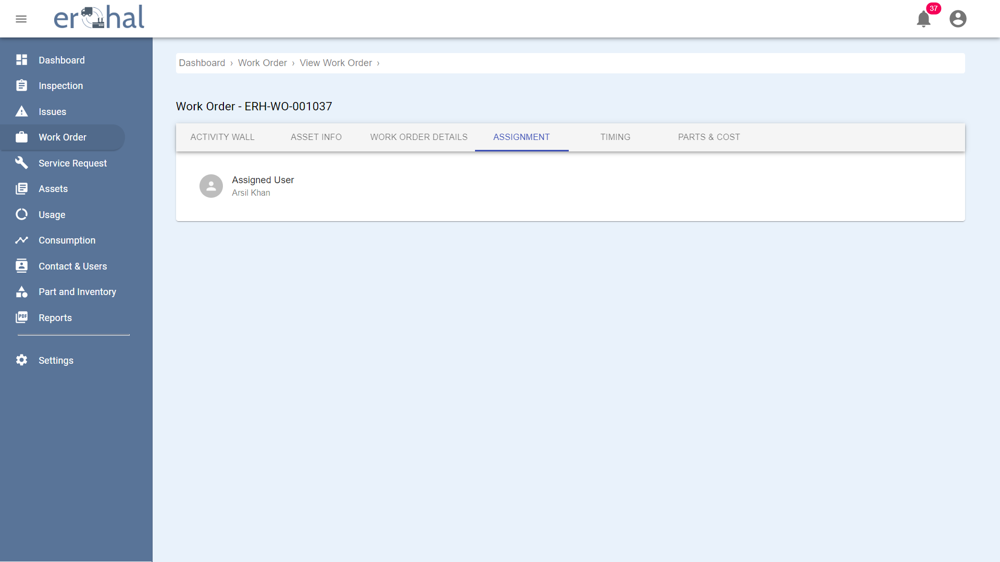 erohal
37
Dashboard
Inspection
Issues
Work Order
Service Request
Assets
Usage
Consumption
Contact & Users
Part and Inventory
PDF
Reports
Settings
Dashboard › Work Order › View Work Order ›
Work Order - ERH-WO-001037
ACTIVITY WALL ASSET INFO WORK ORDER DETAILS ASSIGNMENT TIMING PARTS & COST
Assigned User
Arsil Khan